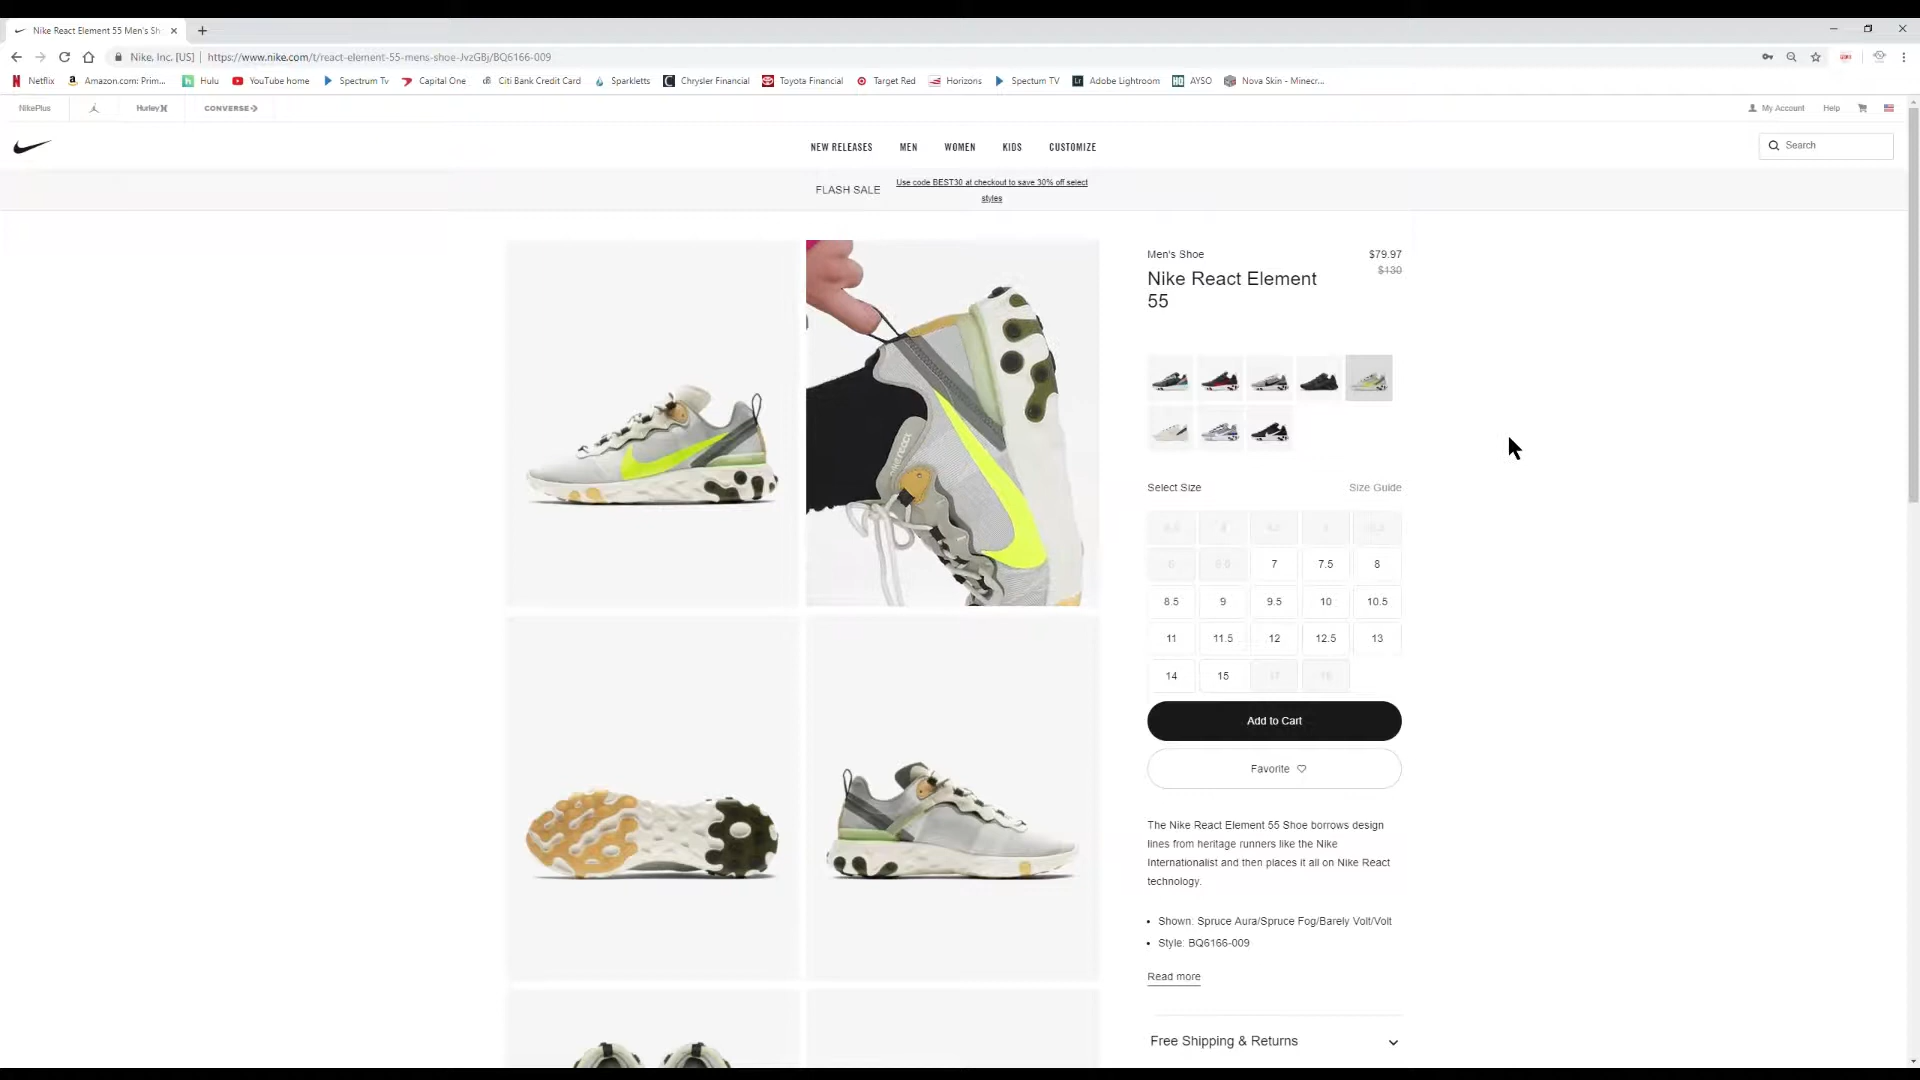 Nike React Element 55 Men's Sh
Nike, Inc. [US] | https://www.nike.com/t/react-element-55-mens-shoe-JvzGBj/BQ6166-009
Netflix Amazon.com: Prim... Hulu YouTube home Spectrum Tv Capital One Citi Bank Credit Card Sparkletts Chrysler Financial Toyota Financial Target Red Horizons Spectum TV Adobe Lightroom AYSO Nova Skin - Minecr...
NikePlus Hurley CONVERSE My Account Help
NEW RELEASES MEN WOMEN KIDS CUSTOMIZE Search
FLASH SALE Use code BEST30 at checkout to save 30% off select
styles
Men's Shoe $79.97
$130
Nike React Element
55
Select Size Size Guide
7 7.5 8
8.5 9 9.5 10 10.5
11 11.5 12 12.5 13
14 15
Add to Cart
Favorite
The Nike React Element 55 Shoe borrows design
lines from heritage runners like the Nike
Internationalist and then places it all on Nike React
technology.
• Shown: Spruce Aura/Spruce Fog/Barely Volt/Volt
• Style: BQ6166-009
Read more
Free Shipping & Returns